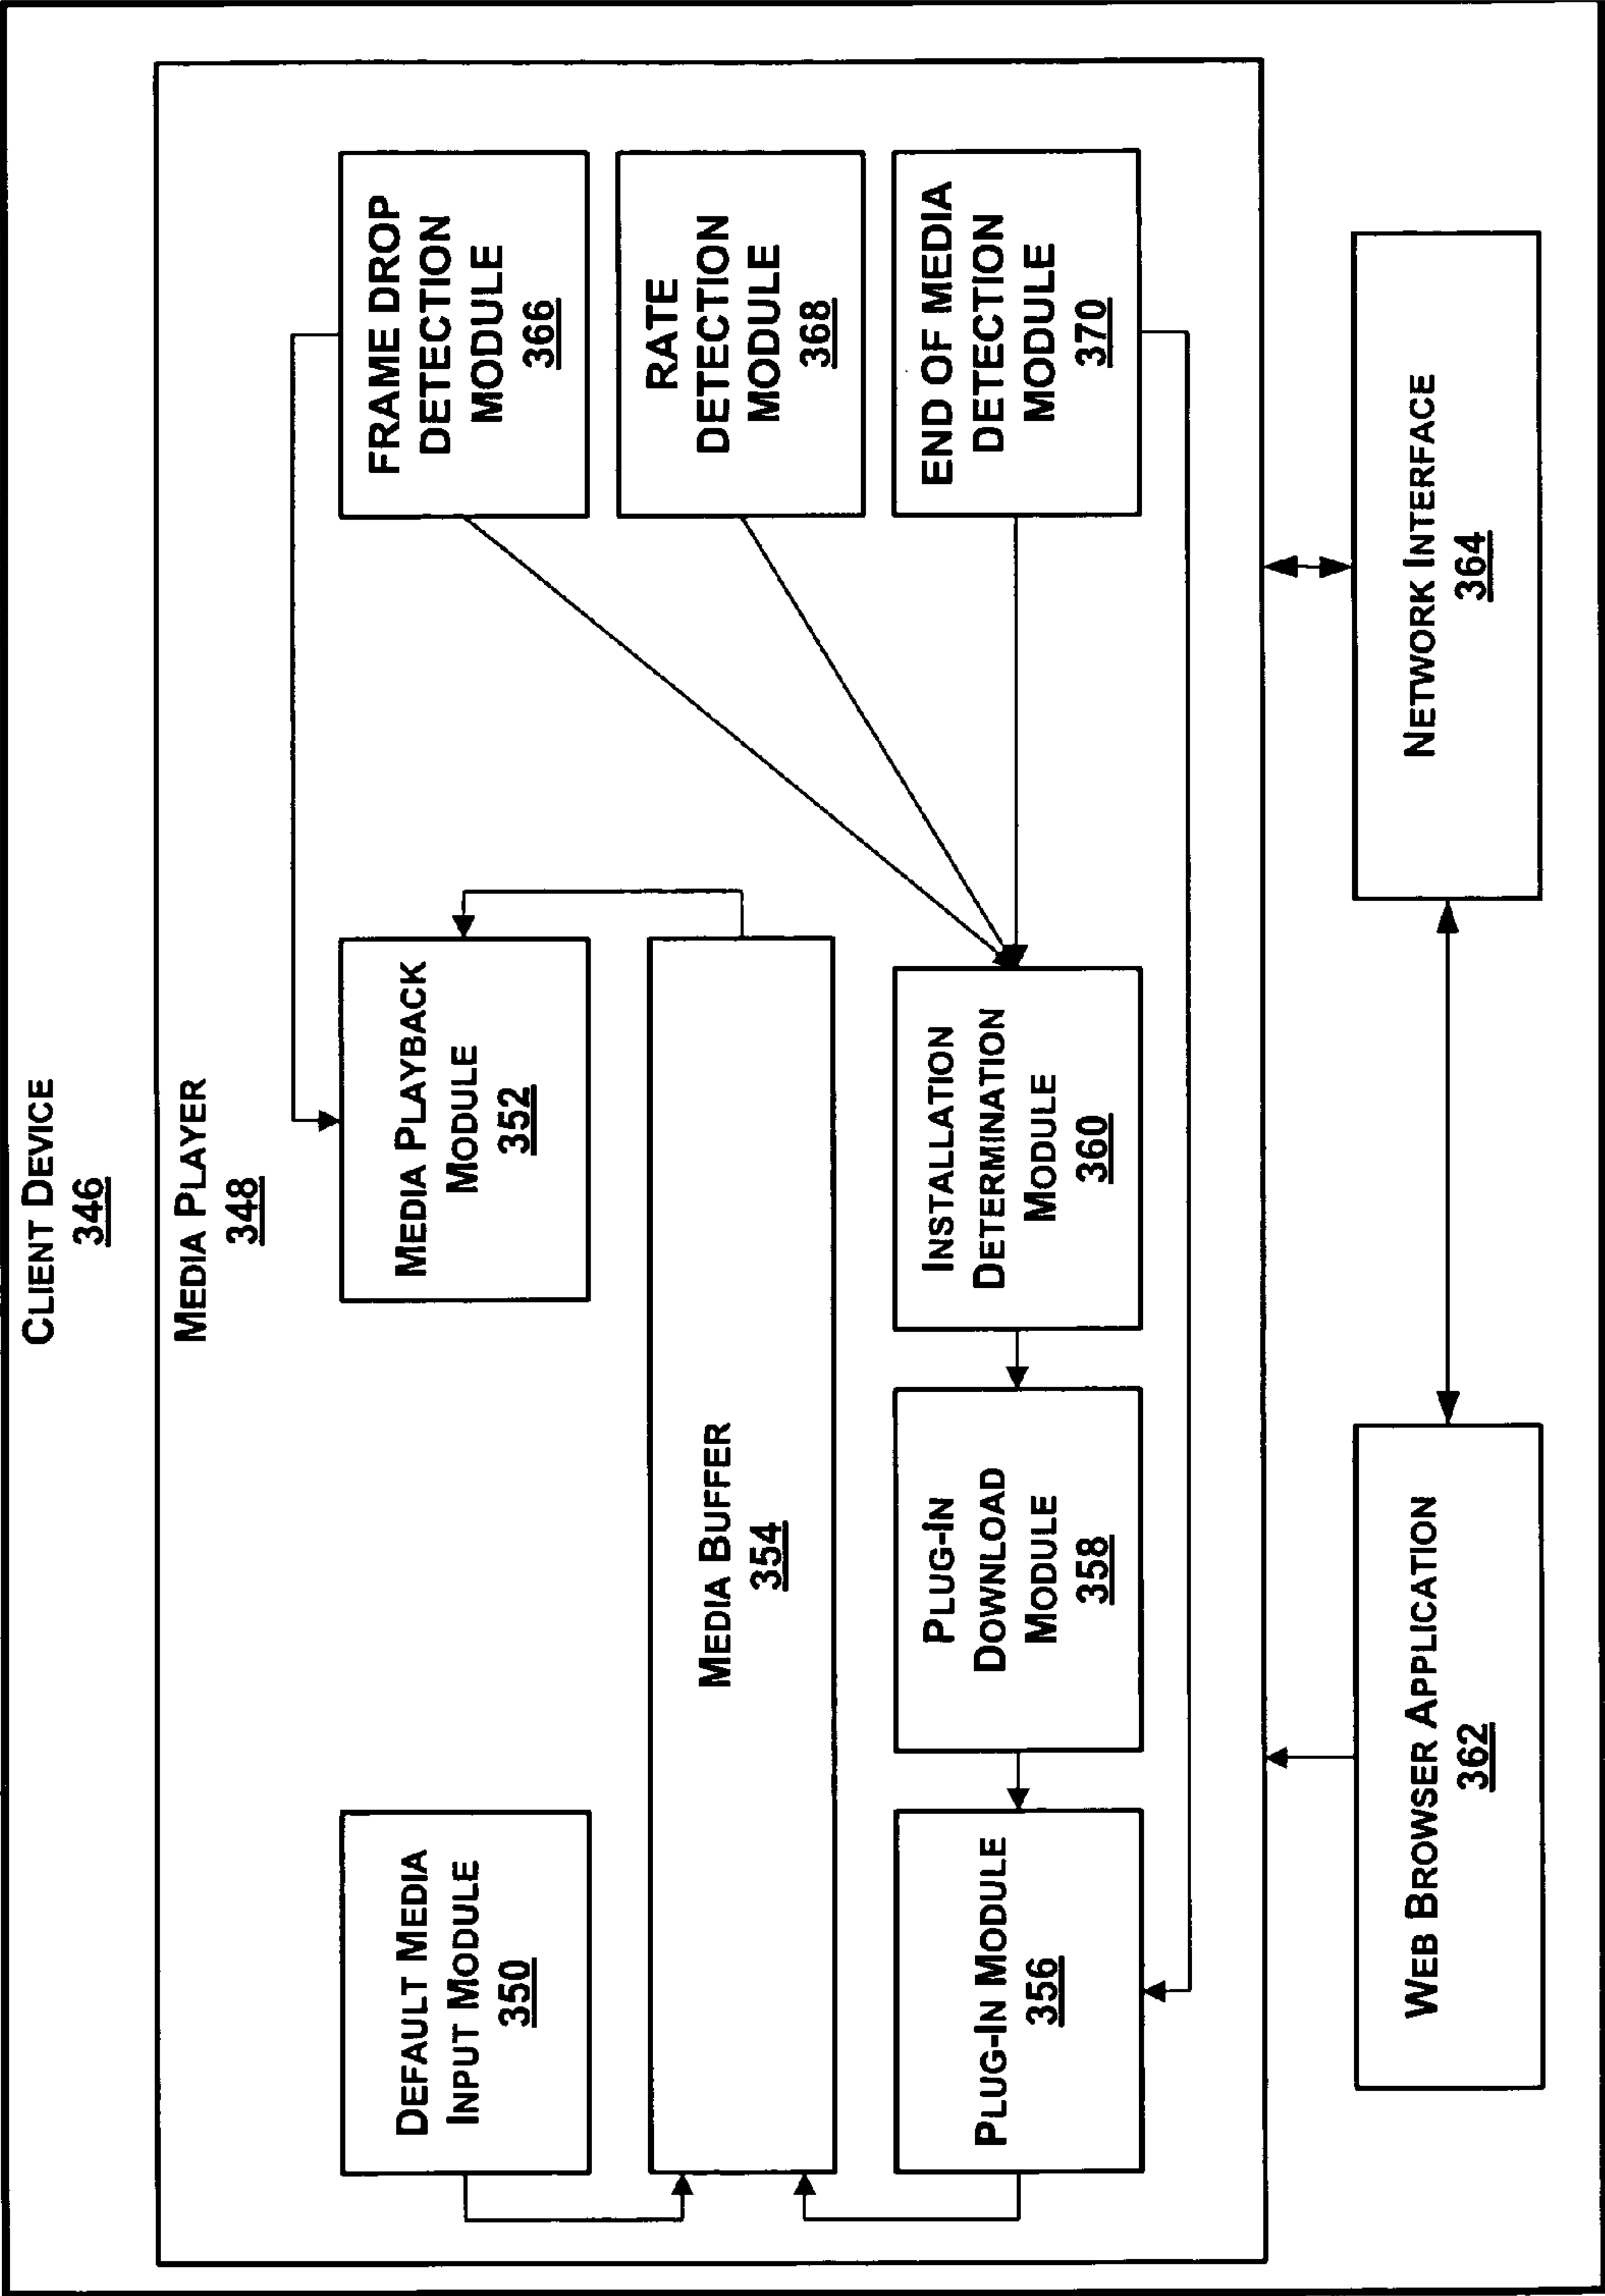 CLIENT DEVICE
346
MEDIA PLAYER
348
DEFAULT MEDIA
INPUT MODULE
350
MEDIA PLAYBACK
MODULE
352
FRAME DROP
DETECTION
MODULE
366
MEDIA BUFFER
354
RATE
DETECTION
MODULE
368
PLUG-IN MODULE
356
PLUG-IN
DOWNLOAD
MODULE
358
INSTALLATION
DETERMINATION
MODULE
360
END OF MEDIA
DETECTION
MODULE
370
WEB BROWSER APPLICATION
362
NETWORK INTERFACE
364